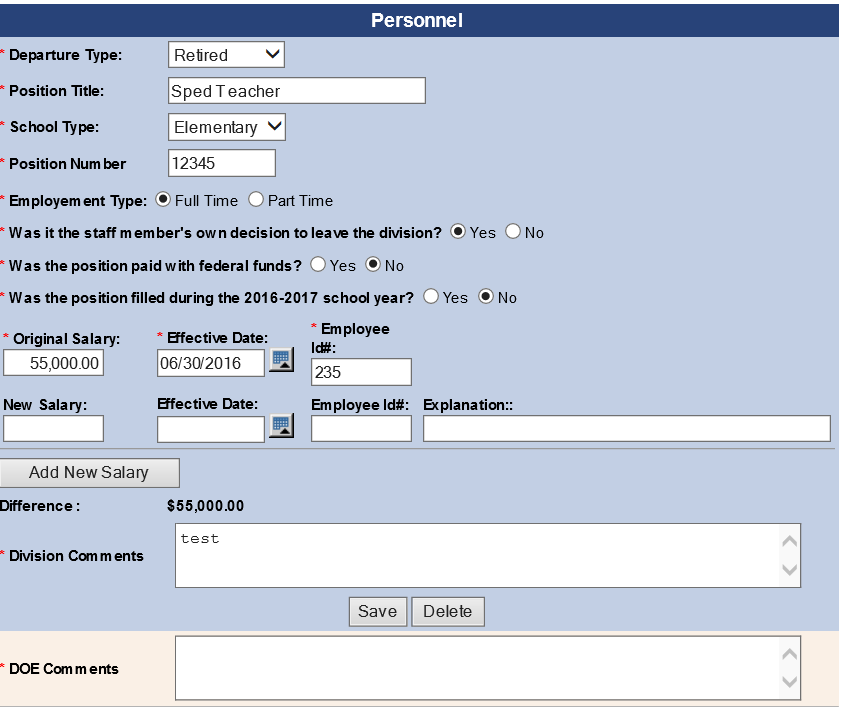 Personnel
* Departure Type: Retired
* Position Title: Sped Teacher
* School Type: Elementary
* Position Number 12345
* Employement Type: Full Time Part Time
* Was it the staff member's own decision to leave the division? Yes No
* Was the position paid with federal funds? Yes No
* Was the position filled during the 2016-2017 school year? Yes No
* Original Salary: * Effective Date: * Employee Id#:
55,000.00 06/30/2016 235
New Salary: Effective Date: Employee Id#: Explanation::
Add New Salary
Difference : $55,000.00
* Division Comments test
Save Delete
* DOE Comments